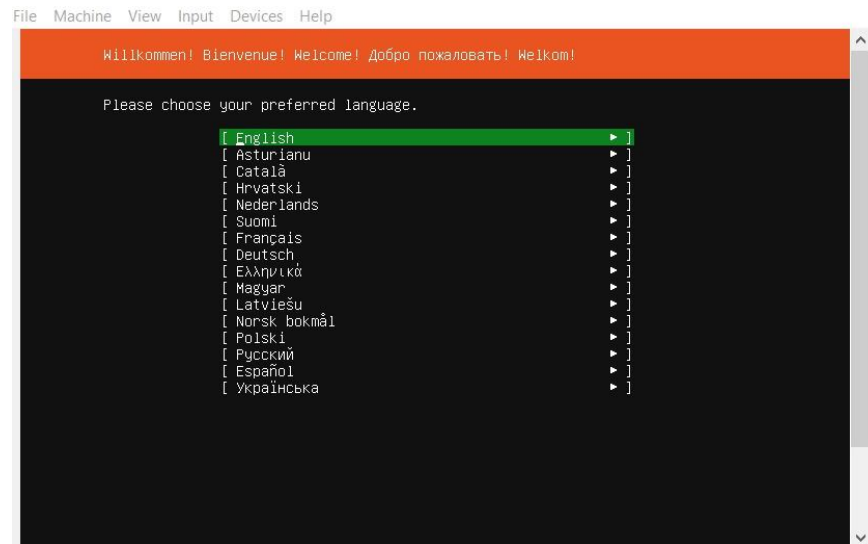 File Machine View Input Devices Help
Willkommen! Bienvenue! Welcome! Добро пожаловать! Welkom!
Please choose your preferred language.
[ English ► ]
[ Asturianu ► ]
[ Català ► ]
[ Hrvatski ► ]
[ Nederlands ► ]
[ Suomi ► ]
[ Français ► ]
[ Deutsch ► ]
[ Ελληνικά ► ]
[ Magyar ► ]
[ Latviešu ► ]
[ Norsk bokmål ► ]
[ Polski ► ]
[ Русский ► ]
[ Español ► ]
[ Українська ► ]